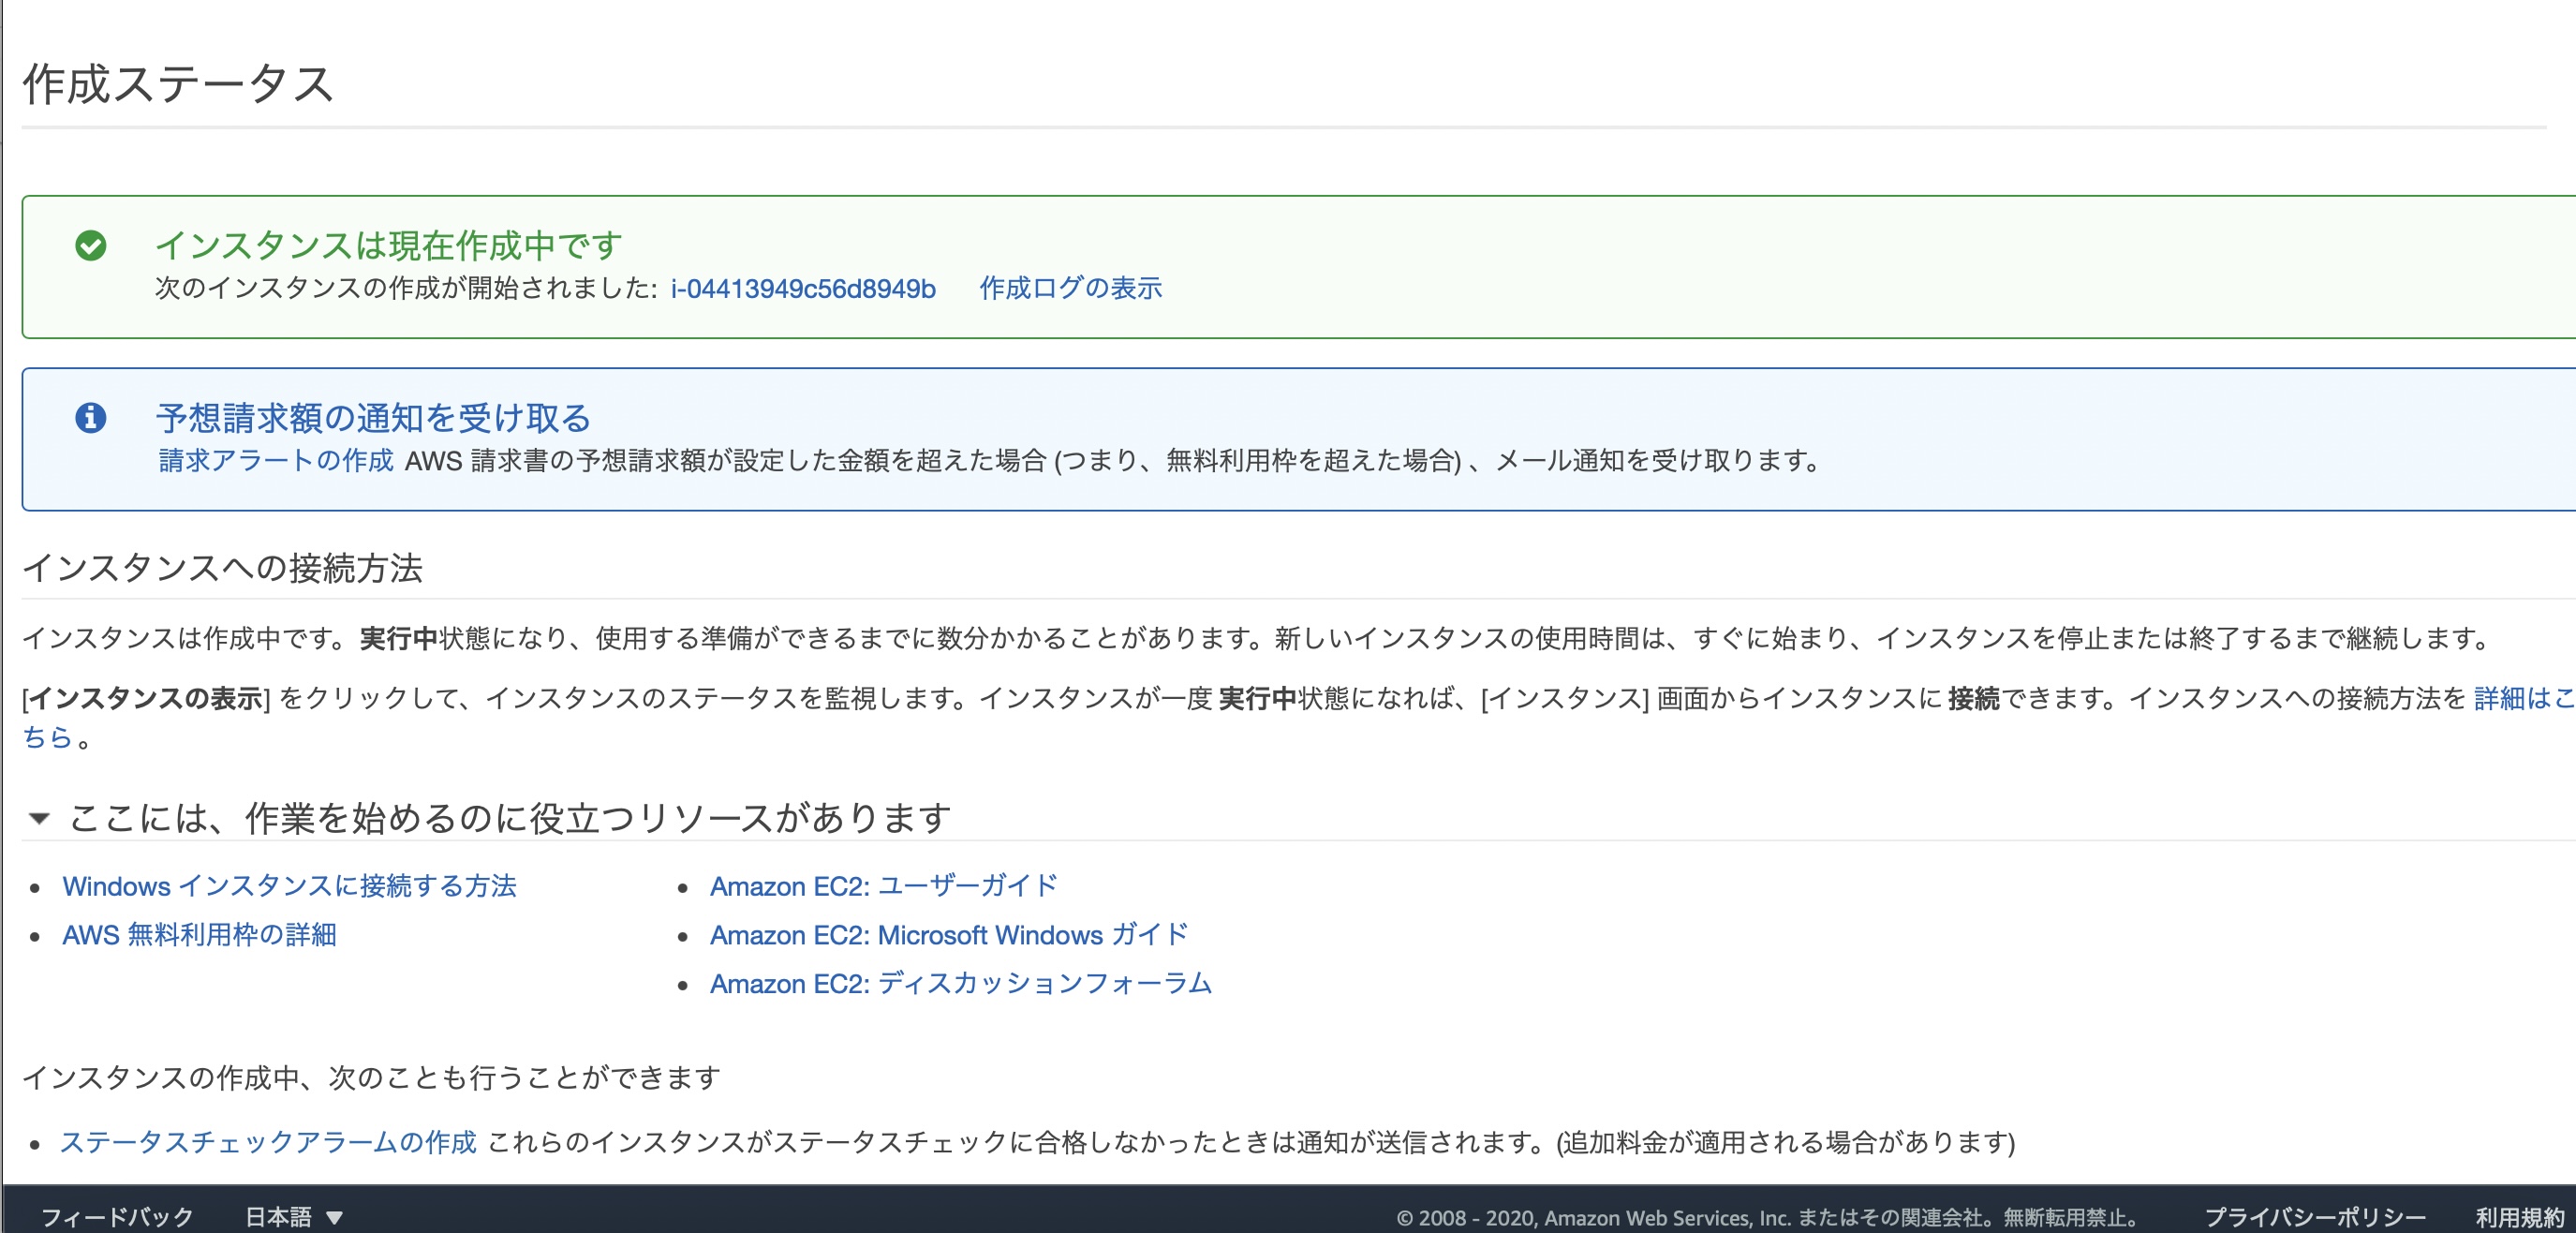 作成ステータス
インスタンスは現在作成中です
次のインスタンスの作成が開始されました: i-04413949c56d8949b 作成ログの表示
予想請求額の通知を受け取る
請求アラートの作成 AWS 請求書の予想請求額が設定した金額を超えた場合 (つまり、無料利用枠を超えた場合) 、メール通知を受け取ります。
インスタンスへの接続方法
インスタンスは作成中です。実行中状態になり、使用する準備ができるまでに数分かかることがあります。新しいインスタンスの使用時間は、すぐに始まり、インスタンスを停止または終了するまで継続します。
[インスタンスの表示] をクリックして、インスタンスのステータスを監視します。インスタンスが一度 実行中状態になれば、[インスタンス] 画面からインスタンスに 接続できます。インスタンスへの接続方法を 詳細はこ
ちら 。
ここには、作業を始めるのに役立つリソースがあります
• Windows インスタンスに接続する方法
• AWS 無料利用枠の詳細
• Amazon EC2: ユーザーガイド
• Amazon EC2: Microsoft Windows ガイド
• Amazon EC2: ディスカッションフォーラム
インスタンスの作成中、次のことも行うことができます
• ステータスチェックアラームの作成 これらのインスタンスがステータスチェックに合格しなかったときは通知が送信されます。(追加料金が適用される場合があります)
フィードバック 日本語 © 2008 - 2020, Amazon Web Services, Inc. またはその関連会社。無断転用禁止。 プライバシーポリシー 利用規約